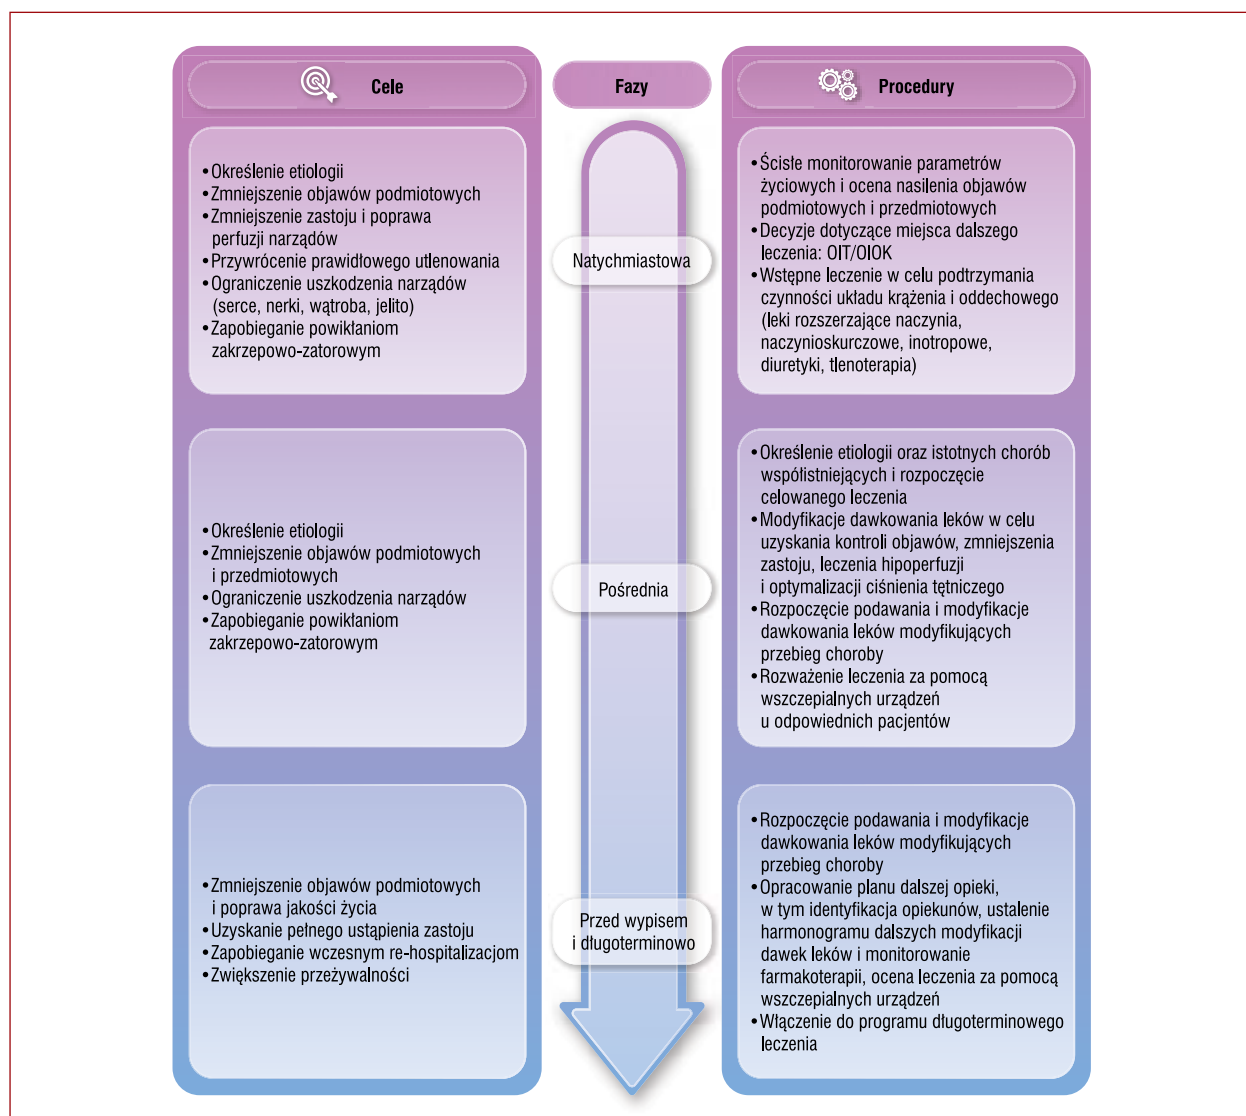 Cele
Fazy
Procedury
•Określenie etiologii
•Zmniejszenie objawów podmiotowych
•Zmniejszenie zastoju i poprawa
perfuzji narządów
•Przywrócenie prawidłowego utlenowania
•Ograniczenie uszkodzenia narządów
(serce, nerki, wątroba, jelito)
•Zapobieganie powikłaniom
zakrzepowo-zatorowym
Natychmiastowa
•Ścisłe monitorowanie parametrów
życiowych i ocena nasilenia objawów
podmiotowych i przedmiotowych
•Decyzje dotyczące miejsca dalszego
leczenia: OIT/OIOK
•Wstępne leczenie w celu podtrzymania
czynności układu krążenia i oddechowego
(leki rozszerzające naczynia,
naczynioskurczowe, inotropowe,
diuretyki, tlenoterapia)
•Określenie etiologii
•Zmniejszenie objawów podmiotowych
i przedmiotowych
•Ograniczenie uszkodzenia narządów
•Zapobieganie powikłaniom
zakrzepowo-zatorowym
Pośrednia
•Określenie etiologii oraz istotnych chorób
współistniejących i rozpoczęcie
celowanego leczenia
•Modyfikacje dawkowania leków w celu
uzyskania kontroli objawów, zmniejszenia
zastoju, leczenia hipoperfuzji
i optymalizacji ciśnienia tętniczego
•Rozpoczęcie podawania i modyfikacje
dawkowania leków modyfikujących
przebieg choroby
•Rozważenie leczenia za pomocą
wszczepialnych urządzeń
u odpowiednich pacjentów
•Zmniejszenie objawów podmiotowych
i poprawa jakości życia
•Uzyskanie pełnego ustąpienia zastoju
•Zapobieganie wczesnym re-hospitalizacjom
•Zwiększenie przeżywalności
Przed wypisem
i długoterminowo
•Rozpoczęcie podawania i modyfikacje
dawkowania leków modyfikujących
przebieg choroby
•Opracowanie planu dalszej opieki,
w tym identyfikacja opiekunów, ustalenie
harmonogramu dalszych modyfikacji
dawek leków i monitorowanie
farmakoterapii, ocena leczenia za pomocą
wszczepialnych urządzeń
•Włączenie do programu długoterminowego
leczenia